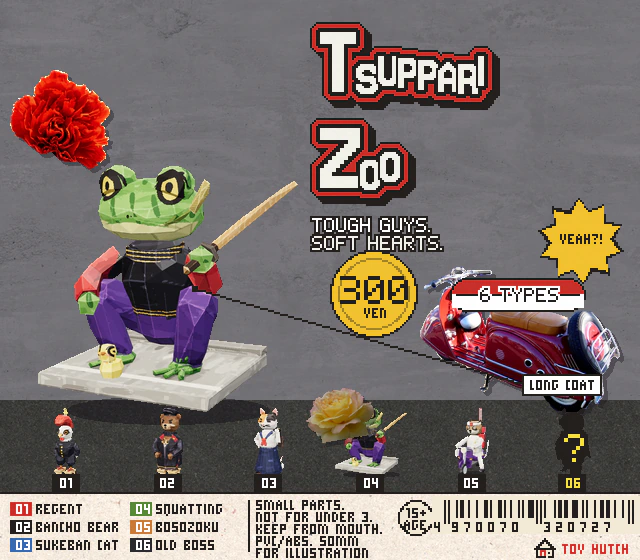 TSUPPARI
ZOO
TOUGH GUYS.
SOFT HEARTS.
YEAH?!
300
YEN
6 TYPES
LONG COAT
?
01
02
03
04
05
06
01 REGENT
02 BANCHO BEAR
03 SUKEBAN CAT
04 SQUATTING
05 BOSOZOKU
06 OLD BOSS
SMALL PARTS.
NOT FOR UNDER 3.
KEEP FROM MOUTH.
PVC/ABS. 50MM
FOR ILLUSTRATION
15+
AGE
4 970070 320727
TOY HUTCH